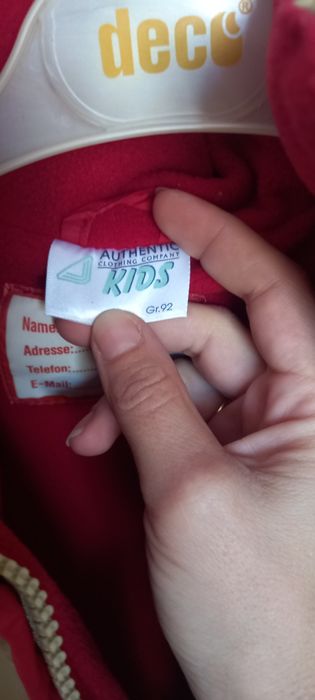 deco®
AUTHENTIC
CLOTHING COMPANY
KIDS
Gr.92
Name
Adresse:......
Telefon:......
E-Mail: